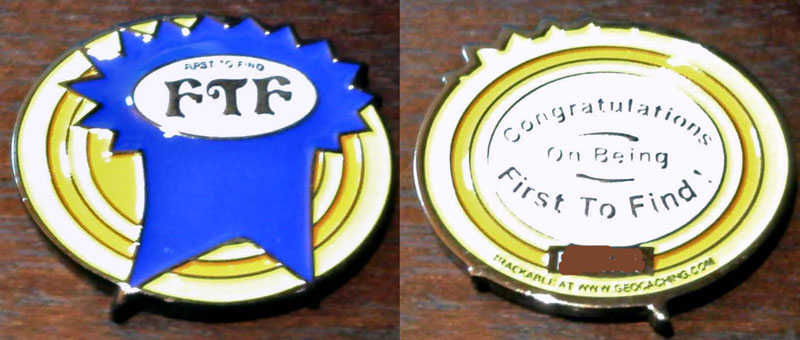 FIRST TO FIND
FTF
Congratulations
On Being
First To Find!
TRACKABLE AT WWW.GEOCACHING.COM